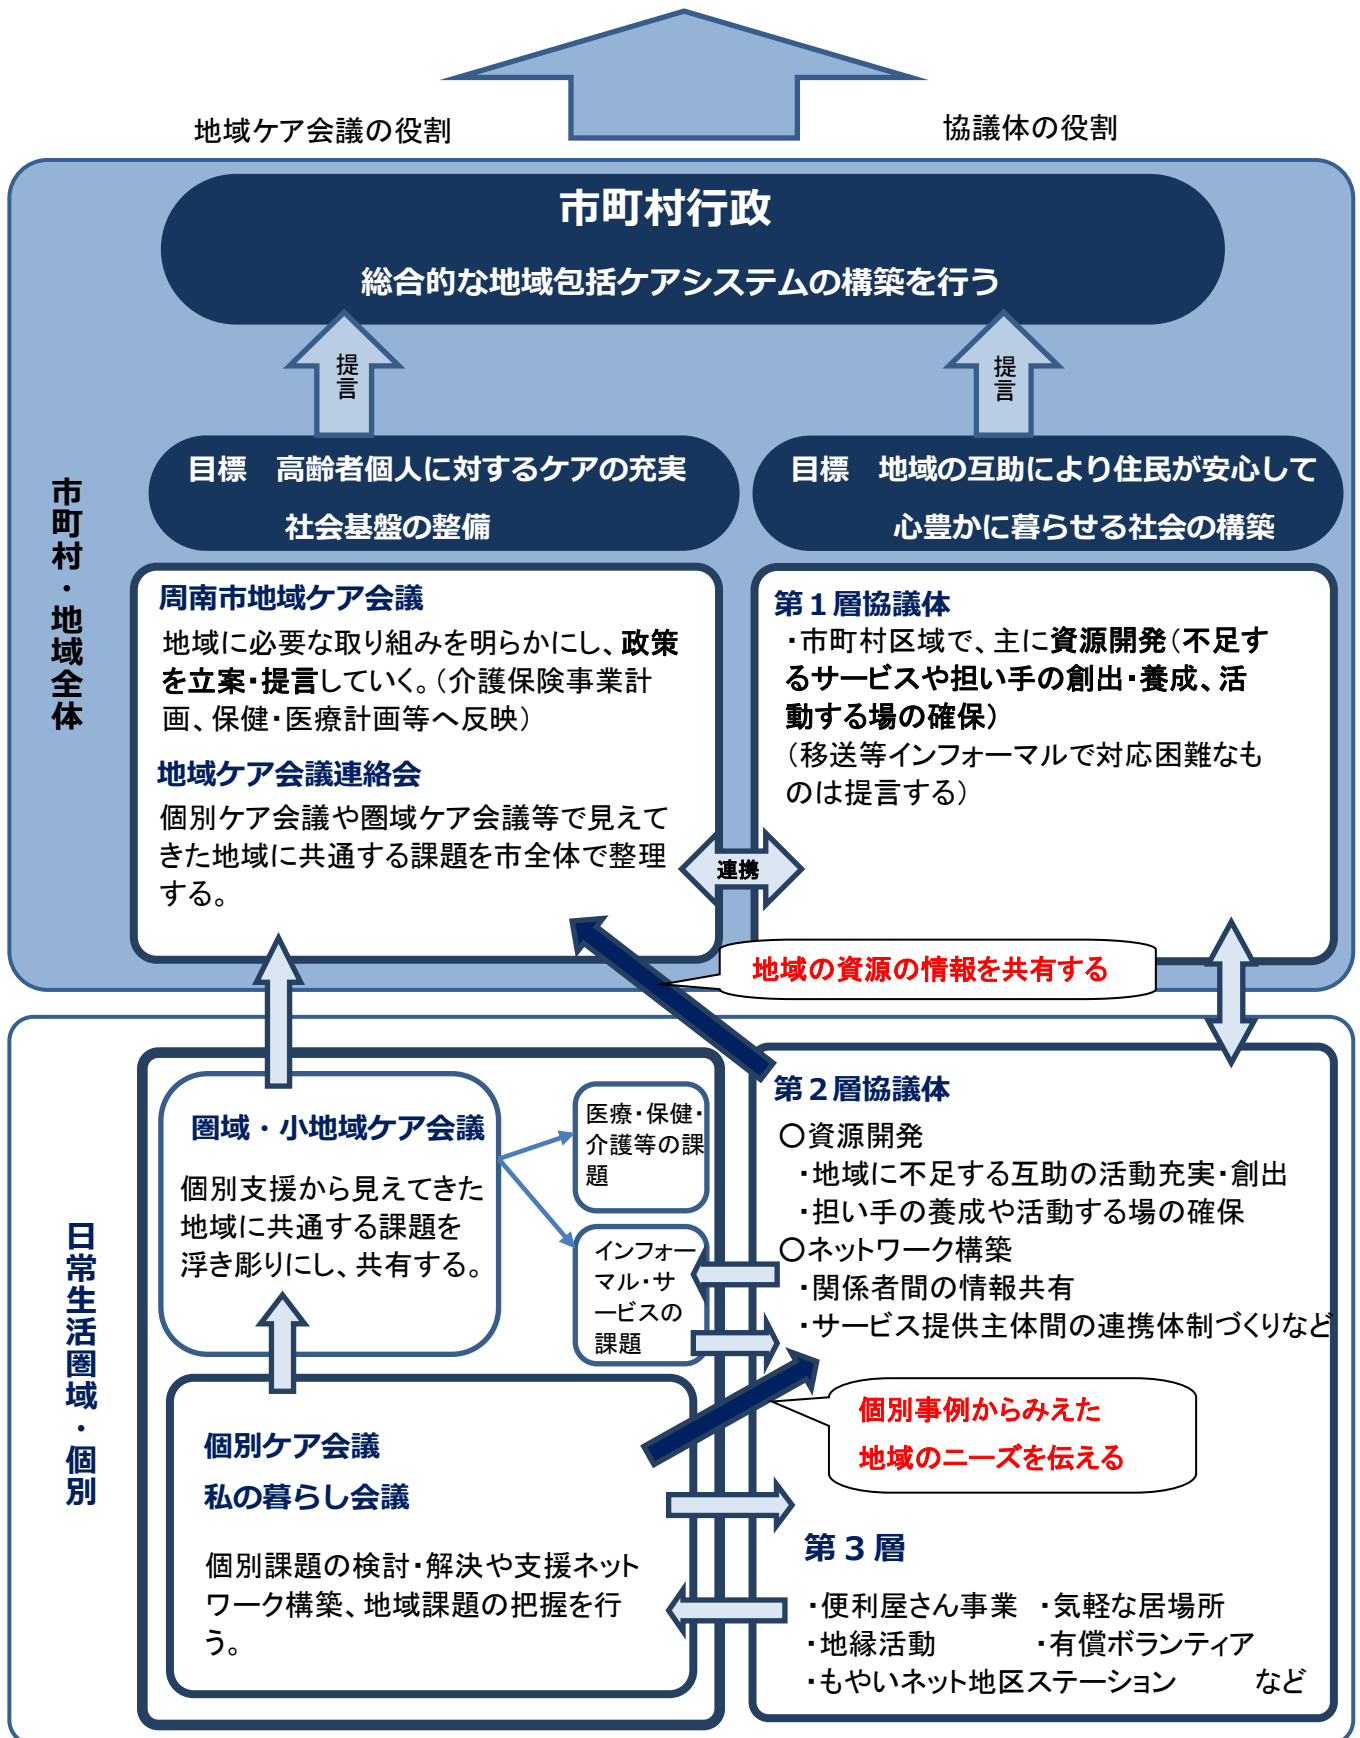 地域ケア会議の役割
協議体の役割
市町村行政
総合的な地域包括ケアシステムの構築を行う
提言
提言
市町村・地域全体
目標　高齢者個人に対するケアの充実
社会基盤の整備
目標　地域の互助により住民が安心して
心豊かに暮らせる社会の構築
周南市地域ケア会議
地域に必要な取り組みを明らかにし、政策
を立案・提言していく。（介護保険事業計
画、保健・医療計画等へ反映）
地域ケア会議連絡会
個別ケア会議や圏域ケア会議等で見えて
きた地域に共通する課題を市全体で整理
する。
第１層協議体
・市町村区域で、主に資源開発（不足す
るサービスや担い手の創出・養成、活
動する場の確保）
（移送等インフォーマルで対応困難なも
のは提言する）
連携
地域の資源の情報を共有する
日常生活圏域・個別
圏域・小地域ケア会議
個別支援から見えてきた
地域に共通する課題を
浮き彫りにし、共有する。
医療・保健・
介護等の課
題
インフォー
マル・サ
ービスの
課題
個別ケア会議
私の暮らし会議
個別課題の検討・解決や支援ネット
ワーク構築、地域課題の把握を行
う。
第２層協議体
〇資源開発
・地域に不足する互助の活動充実・創出
・担い手の養成や活動する場の確保
〇ネットワーク構築
・関係者間の情報共有
・サービス提供主体間の連携体制づくりなど
個別事例からみえた
地域のニーズを伝える
第３層
・便利屋さん事業　・気軽な居場所
・地縁活動　　　・有償ボランティア
・もやいネット地区ステーション　　など